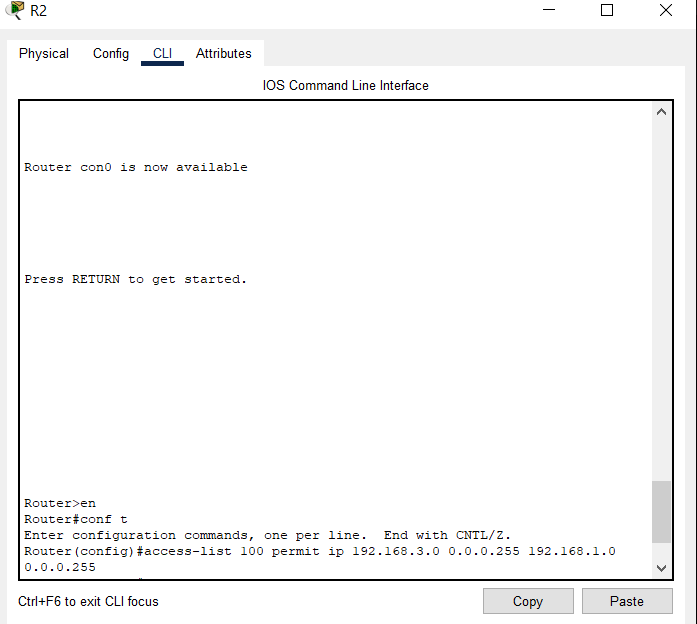 R2
Physical Config CLI Attributes
IOS Command Line Interface
Router con0 is now available
Press RETURN to get started.
Router>en
Router#conf t
Enter configuration commands, one per line.  End with CNTL/Z.
Router(config)#access-list 100 permit ip 192.168.3.0 0.0.0.255 192.168.1.0
0.0.0.255
Ctrl+F6 to exit CLI focus
Copy Paste